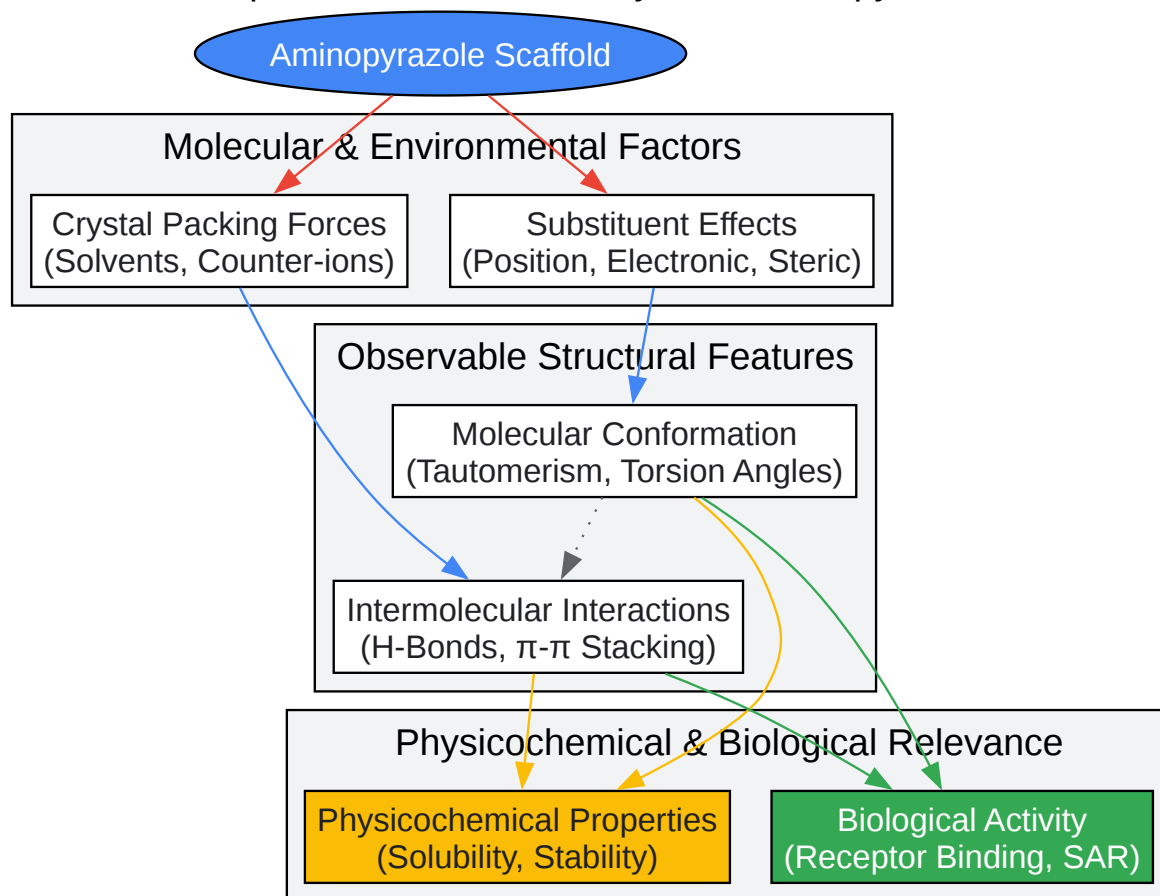 Aminopyrazole Scaffold
Molecular & Environmental Factors
Crystal Packing Forces
(Solvents, Counter-ions)
Substituent Effects
(Position, Electronic, Steric)
Observable Structural Features
Molecular Conformation
(Tautomerism, Torsion Angles)
Intermolecular Interactions
(H-Bonds, π-π Stacking)
Physicochemical & Biological Relevance
Physicochemical Properties
(Solubility, Stability)
Biological Activity
(Receptor Binding, SAR)